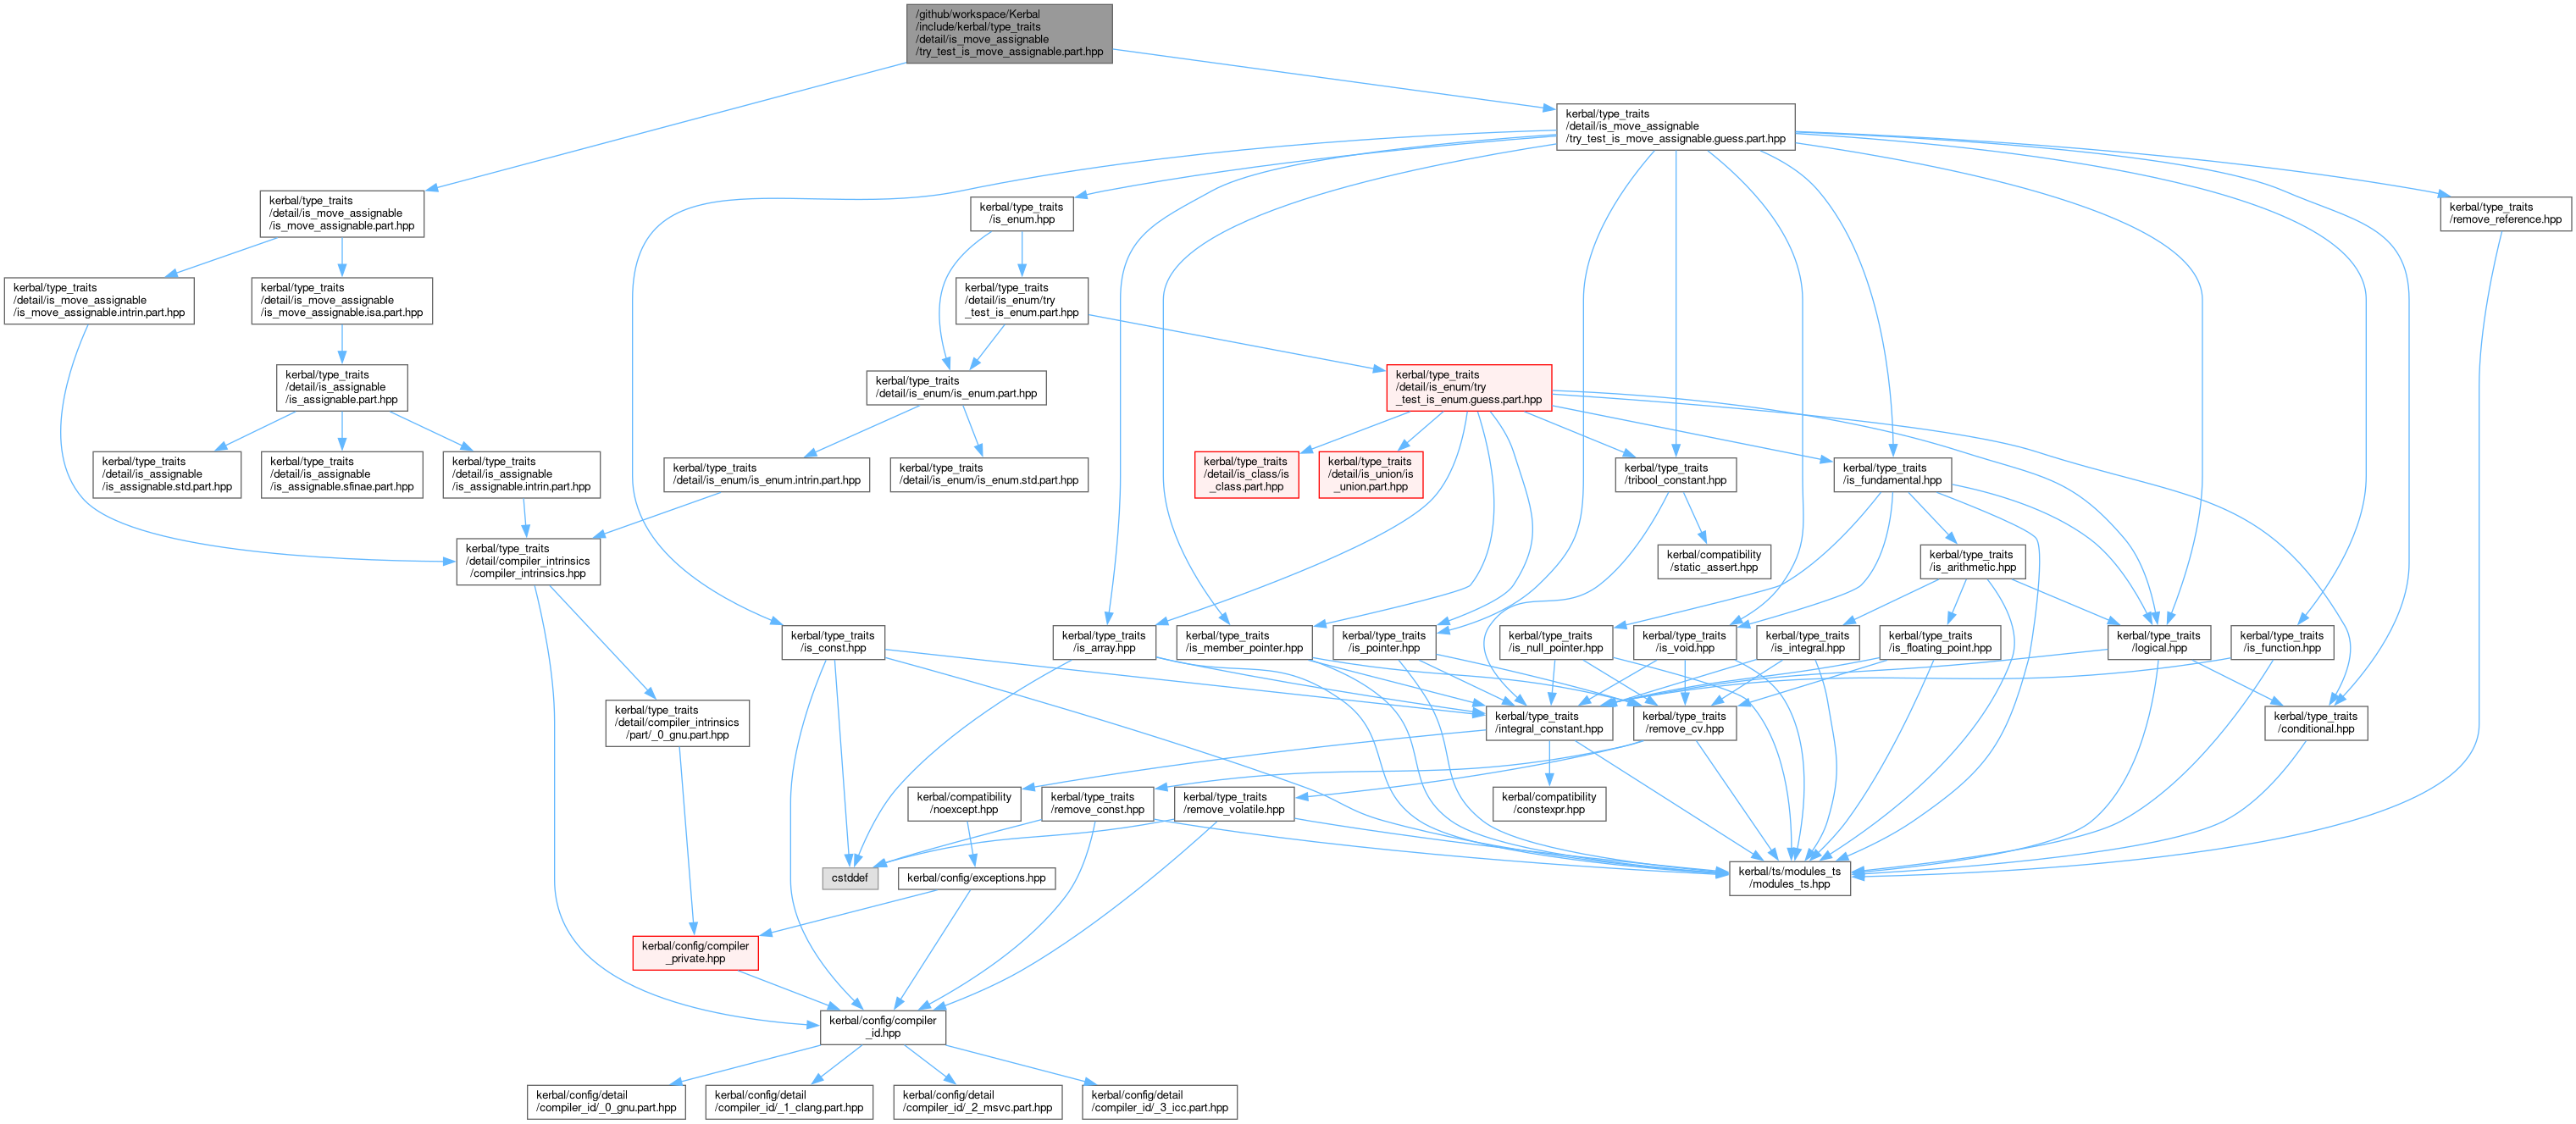 /github/workspace/Kerbal
/include/kerbal/type_traits
/detail/is_move_assignable
/try_test_is_move_assignable.part.hpp
kerbal/type_traits
/detail/is_move_assignable
/try_test_is_move_assignable.guess.part.hpp
kerbal/type_traits
/detail/is_move_assignable
/is_move_assignable.part.hpp
kerbal/type_traits
/is_enum.hpp
kerbal/type_traits
/remove_reference.hpp
kerbal/type_traits
/detail/is_move_assignable
/is_move_assignable.intrin.part.hpp
kerbal/type_traits
/detail/is_move_assignable
/is_move_assignable.isa.part.hpp
kerbal/type_traits
/detail/is_enum/try
_test_is_enum.part.hpp
kerbal/type_traits
/detail/is_assignable
/is_assignable.part.hpp
kerbal/type_traits
/detail/is_enum/is_enum.part.hpp
kerbal/type_traits
/detail/is_enum/try
_test_is_enum.guess.part.hpp
kerbal/type_traits
/detail/is_assignable
/is_assignable.std.part.hpp
kerbal/type_traits
/detail/is_assignable
/is_assignable.sfinae.part.hpp
kerbal/type_traits
/detail/is_assignable
/is_assignable.intrin.part.hpp
kerbal/type_traits
/detail/is_enum/is_enum.intrin.part.hpp
kerbal/type_traits
/detail/is_enum/is_enum.std.part.hpp
kerbal/type_traits
/detail/is_class/is
_class.part.hpp
kerbal/type_traits
/detail/is_union/is
_union.part.hpp
kerbal/type_traits
/tribool_constant.hpp
kerbal/type_traits
/is_fundamental.hpp
kerbal/type_traits
/detail/compiler_intrinsics
/compiler_intrinsics.hpp
kerbal/compatibility
/static_assert.hpp
kerbal/type_traits
/is_arithmetic.hpp
kerbal/type_traits
/is_const.hpp
kerbal/type_traits
/is_array.hpp
kerbal/type_traits
/is_member_pointer.hpp
kerbal/type_traits
/is_pointer.hpp
kerbal/type_traits
/is_null_pointer.hpp
kerbal/type_traits
/is_void.hpp
kerbal/type_traits
/is_integral.hpp
kerbal/type_traits
/is_floating_point.hpp
kerbal/type_traits
/logical.hpp
kerbal/type_traits
/is_function.hpp
kerbal/type_traits
/detail/compiler_intrinsics
/part/_0_gnu.part.hpp
kerbal/type_traits
/integral_constant.hpp
kerbal/type_traits
/remove_cv.hpp
kerbal/type_traits
/conditional.hpp
kerbal/compatibility
/noexcept.hpp
kerbal/type_traits
/remove_const.hpp
kerbal/type_traits
/remove_volatile.hpp
kerbal/compatibility
/constexpr.hpp
cstddef
kerbal/config/exceptions.hpp
kerbal/ts/modules_ts
/modules_ts.hpp
kerbal/config/compiler
_private.hpp
kerbal/config/compiler
_id.hpp
kerbal/config/detail
/compiler_id/_0_gnu.part.hpp
kerbal/config/detail
/compiler_id/_1_clang.part.hpp
kerbal/config/detail
/compiler_id/_2_msvc.part.hpp
kerbal/config/detail
/compiler_id/_3_icc.part.hpp